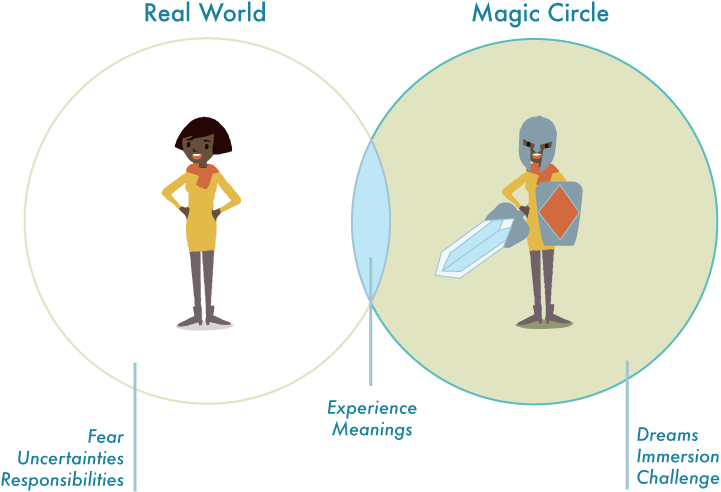 Real World
Magic Circle
Experience
Meanings
Fear
Uncertainties
Responsibilities
Dreams
Immersion
Challenge